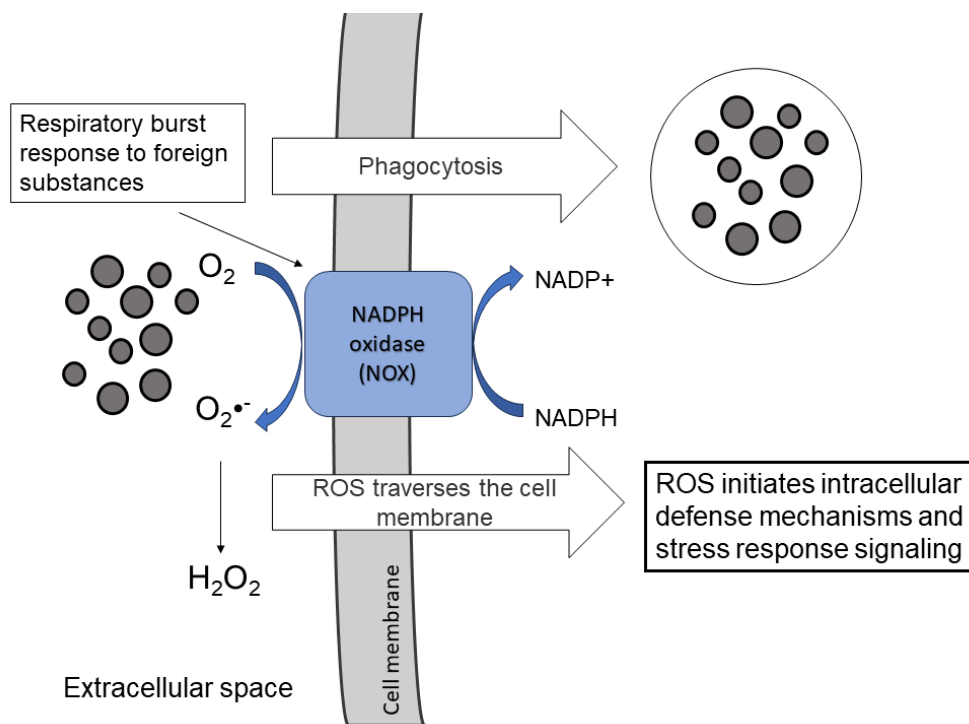 Respiratory burst
response to foreign
substances
Phagocytosis
O₂
NADP+
NADPH
oxidase
(NOX)
O₂•⁻
NADPH
ROS traverses the cell
membrane
ROS initiates intracellular
defense mechanisms and
stress response signaling
H₂O₂
Cell membrane
Extracellular space